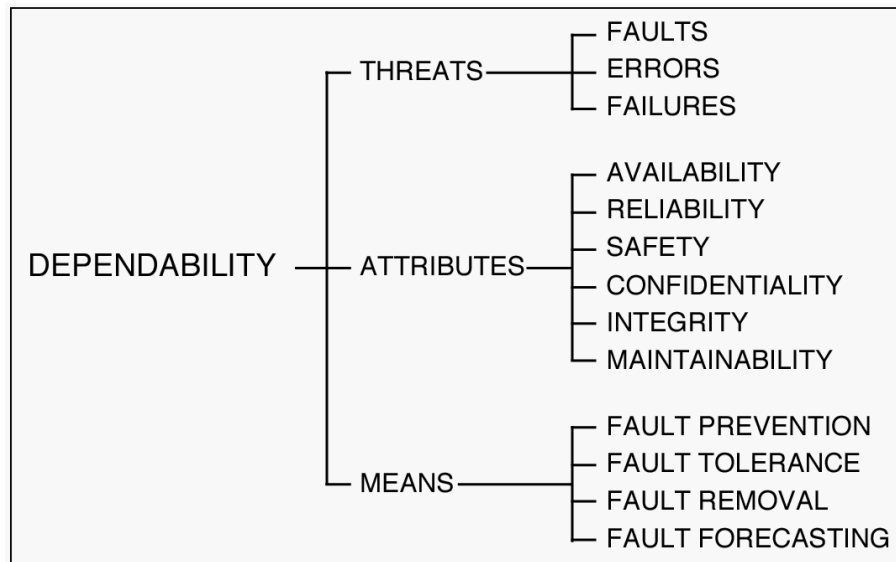 DEPENDABILITY
THREATS
FAULTS
ERRORS
FAILURES
ATTRIBUTES
AVAILABILITY
RELIABILITY
SAFETY
CONFIDENTIALITY
INTEGRITY
MAINTAINABILITY
MEANS
FAULT PREVENTION
FAULT TOLERANCE
FAULT REMOVAL
FAULT FORECASTING